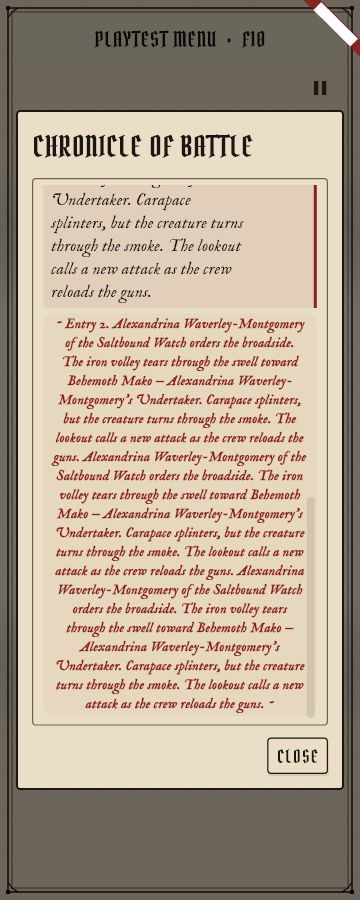 PLAYTEST MENU · F10
CHRONICLE OF BATTLE
Undertaker. Carapace
splinters, but the creature turns
through the smoke. The lookout
calls a new attack as the crew
reloads the guns.
~ Entry 2. Alexandrina Waverley-Montgomery
of the Saltbound Watch orders the broadside.
The iron volley tears through the swell toward
Behemoth Mako — Alexandrina Waverley-
Montgomery's Undertaker. Carapace splinters,
but the creature turns through the smoke. The
lookout calls a new attack as the crew reloads the
guns. Alexandrina Waverley-Montgomery of the
Saltbound Watch orders the broadside. The iron
volley tears through the swell toward Behemoth
Mako — Alexandrina Waverley-Montgomery's
Undertaker. Carapace splinters, but the creature
turns through the smoke. The lookout calls a new
attack as the crew reloads the guns. Alexandrina
Waverley-Montgomery of the Saltbound Watch
orders the broadside. The iron volley tears
through the swell toward Behemoth Mako —
Alexandrina Waverley-Montgomery's
Undertaker. Carapace splinters, but the creature
turns through the smoke. The lookout calls a new
attack as the crew reloads the guns. ~
CLOSE